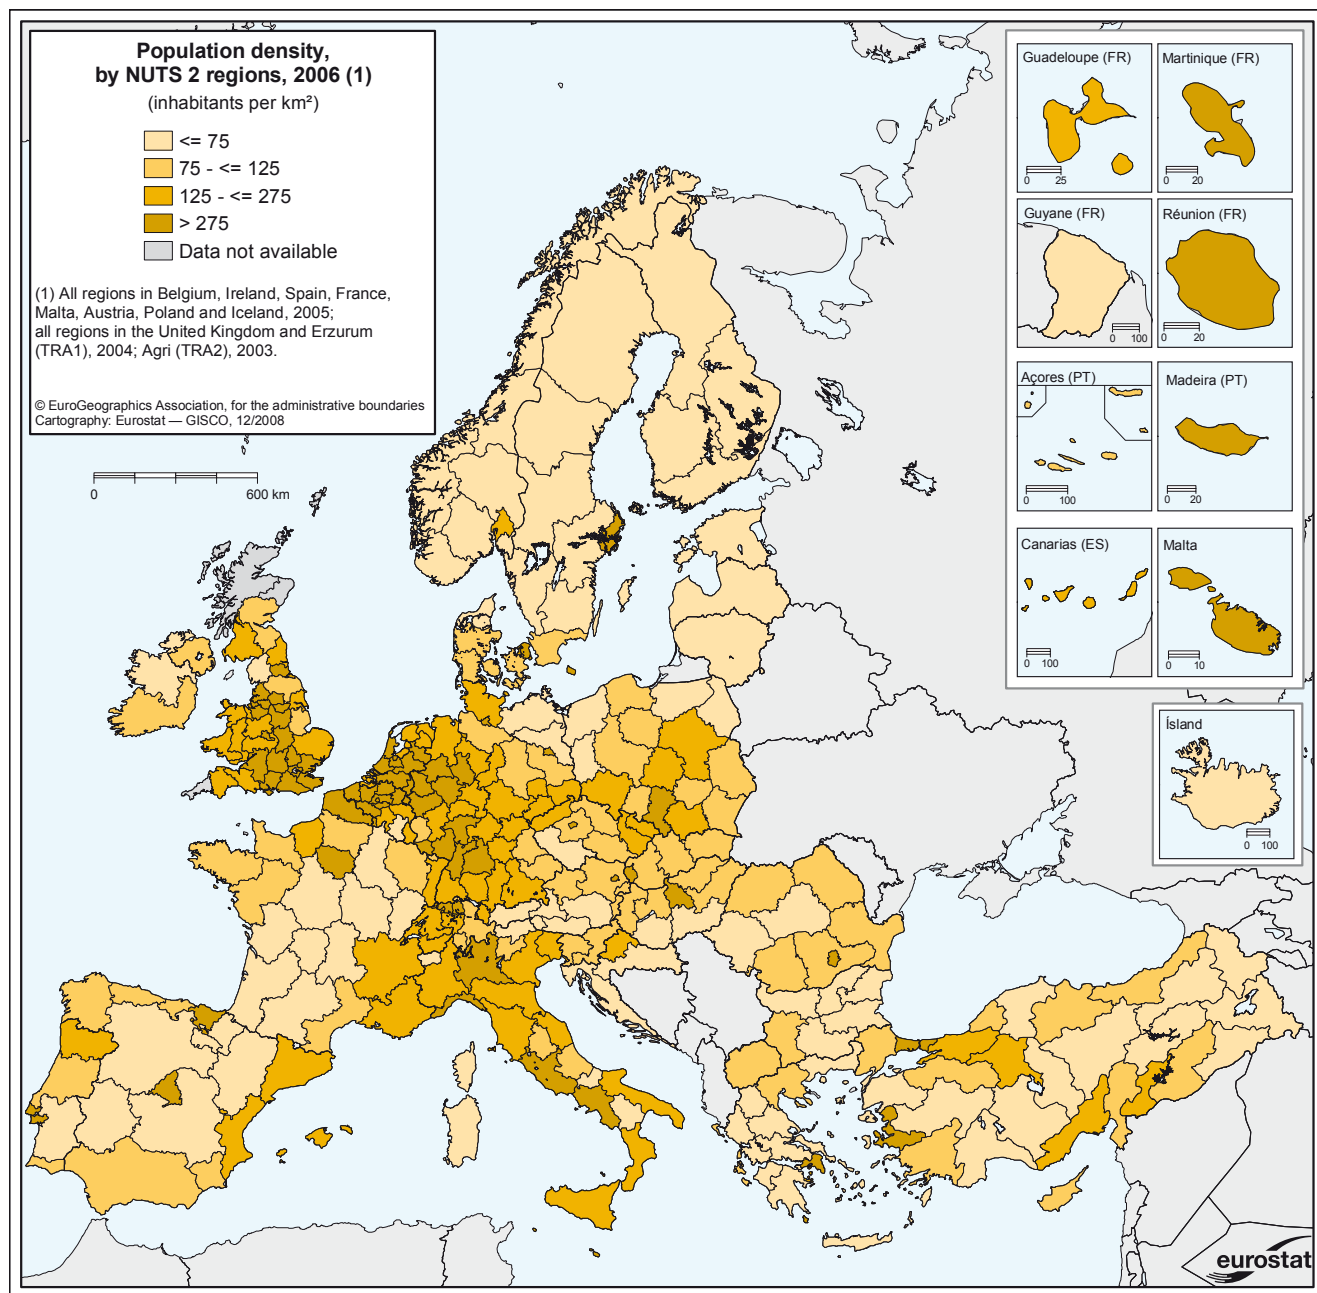 Population density,
by NUTS 2 regions, 2006 (1)
(inhabitants per km²)
<= 75
75 - <= 125
125 - <= 275
> 275
Data not available
(1) All regions in Belgium, Ireland, Spain, France,
Malta, Austria, Poland and Iceland, 2005;
all regions in the United Kingdom and Erzurum
(TRA1), 2004; Agri (TRA2), 2003.
© EuroGeographics Association, for the administrative boundaries
Cartography: Eurostat — GISCO, 12/2008
0 600 km
Guadeloupe (FR)
0 25
Martinique (FR)
0 20
Guyane (FR)
0 100
Réunion (FR)
0 20
Açores (PT)
0 100
Madeira (PT)
0 20
Canarias (ES)
0 100
Malta
0 10
Ísland
0 100
eurostat